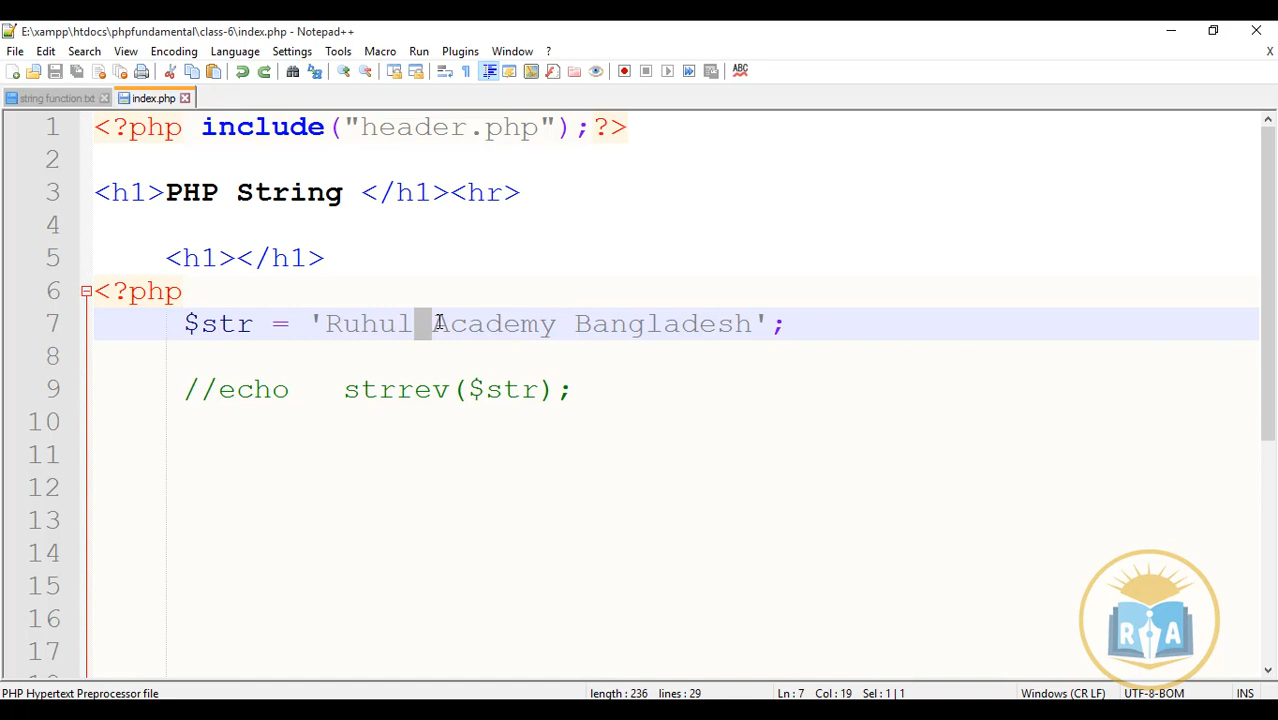 E:\xampp\htdocs\phpfundamental\class-6\index.php - Notepad++
File Edit Search View Encoding Language Settings Tools Macro Run Plugins Window ? X
string function.txt index.php
1 <?php include("header.php");?>
2
3 <h1>PHP String </h1><hr>
4
5 <h1></h1>
6 <?php
7 $str = 'Ruhul Academy Bangladesh';
8
9 //echo strrev($str);
10
11
12
13
14
15
16
17
R A
PHP Hypertext Preprocessor file length : 236 lines : 29 Ln : 7 Col : 19 Sel : 1 | 1 Windows (CR LF) UTF-8-BOM INS